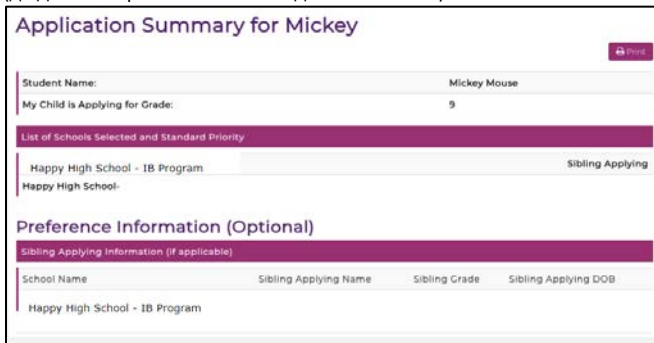 Application Summary for Mickey
Print
Student Name: Mickey Mouse
My Child is Applying for Grade: 9
List of Schools Selected and Standard Priority
Happy High School - IB Program Sibling Applying
Happy High School-
Preference Information (Optional)
Sibling Applying Information (if applicable)
School Name Sibling Applying Name Sibling Grade Sibling Applying DOB
Happy High School - IB Program